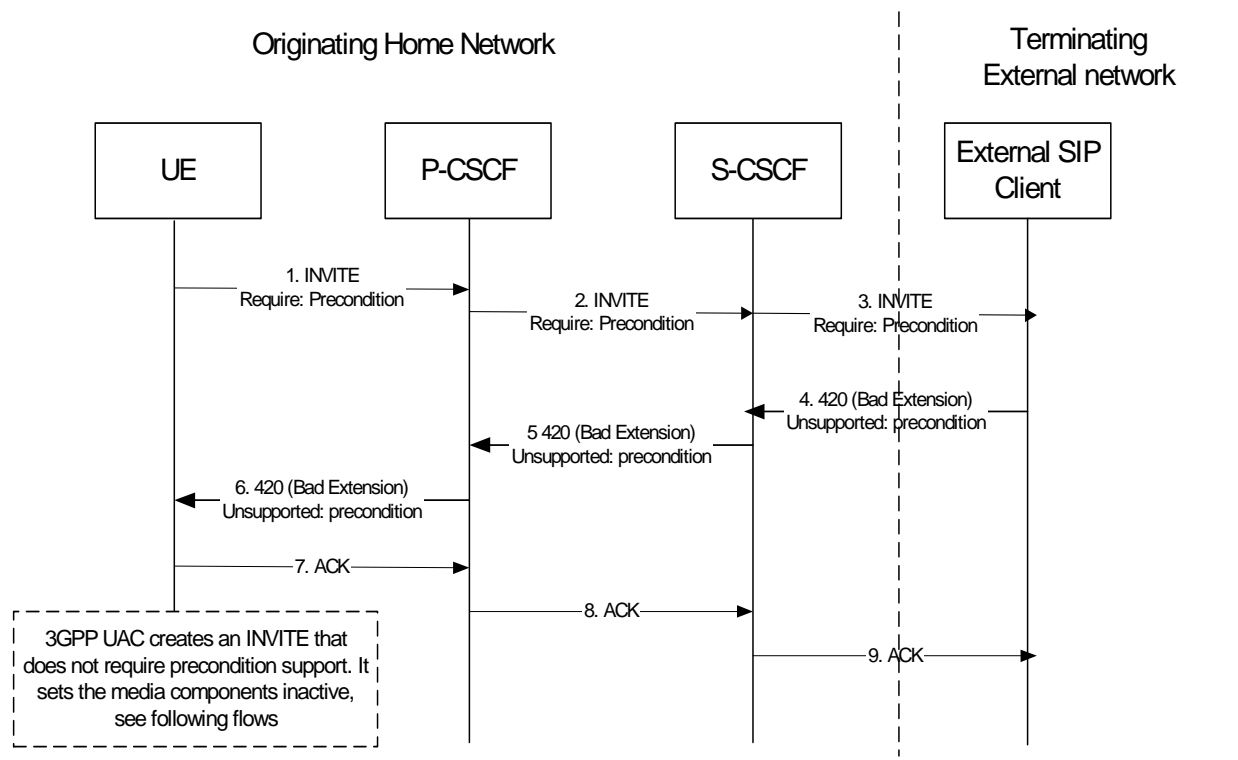 Originating Home Network
Terminating
External network
UE
P-CSCF
S-CSCF
External SIP
Client
1. INVITE
Require: Precondition
2. INVITE
Require: Precondition
3. INVITE
Require: Precondition
4. 420 (Bad Extension)
Unsupported: precondition
5 420 (Bad Extension)
Unsupported: precondition
6. 420 (Bad Extension)
Unsupported: precondition
7. ACK
8. ACK
9. ACK
3GPP UAC creates an INVITE that
does not require precondition support. It
sets the media components inactive,
see following flows